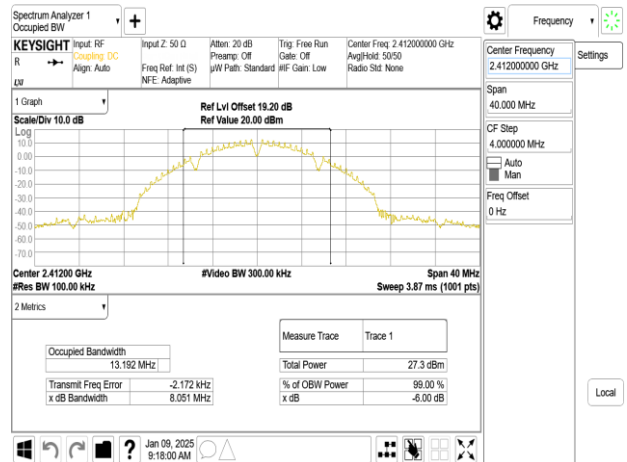 Spectrum Analyzer 1
Occupied BW
▼
+
Frequency
▼
KEYSIGHT
Input: RF
Input Z: 50 Ω
Atten: 20 dB
Trig: Free Run
Center Freq: 2.412000000 GHz
R
Coupling: DC
Preamp: Off
Gate: Off
Avg|Hold: 50/50
Align: Auto
Freq Ref: Int (S)
µW Path: Standard
#IF Gain: Low
Radio Std: None
NFE: Adaptive
LXI
Center Frequency
2.412000000 GHz
Settings
Span
40.000 MHz
CF Step
4.000000 MHz
Auto
Man
Freq Offset
0 Hz
Local
1 Graph
▼
Scale/Div 10.0 dB
Ref Lvl Offset 19.20 dB
Ref Value 20.00 dBm
Log
10.0
0.00
-10.0
-20.0
-30.0
-40.0
-50.0
-60.0
-70.0
Center 2.41200 GHz
#Video BW 300.00 kHz
Span 40 MHz
#Res BW 100.00 kHz
Sweep 3.87 ms (1001 pts)
2 Metrics
▼
Measure Trace
Trace 1
Occupied Bandwidth
13.192 MHz
Total Power
27.3 dBm
Transmit Freq Error
-2.172 kHz
% of OBW Power
99.00 %
x dB Bandwidth
8.051 MHz
x dB
-6.00 dB
?
Jan 09, 2025
9:18:00 AM